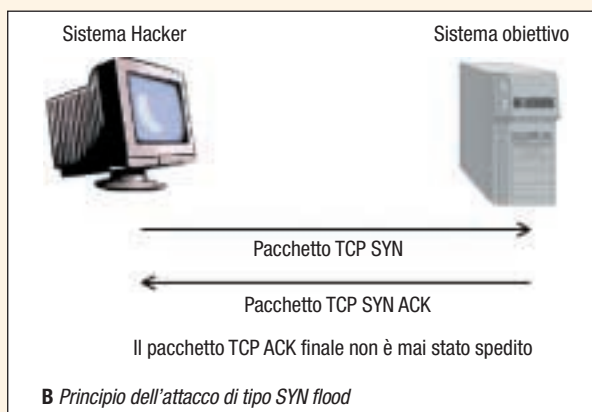 Sistema Hacker
Sistema obiettivo
Pacchetto TCP SYN
Pacchetto TCP SYN ACK
Il pacchetto TCP ACK finale non è mai stato spedito
B Principio dell'attacco di tipo SYN flood